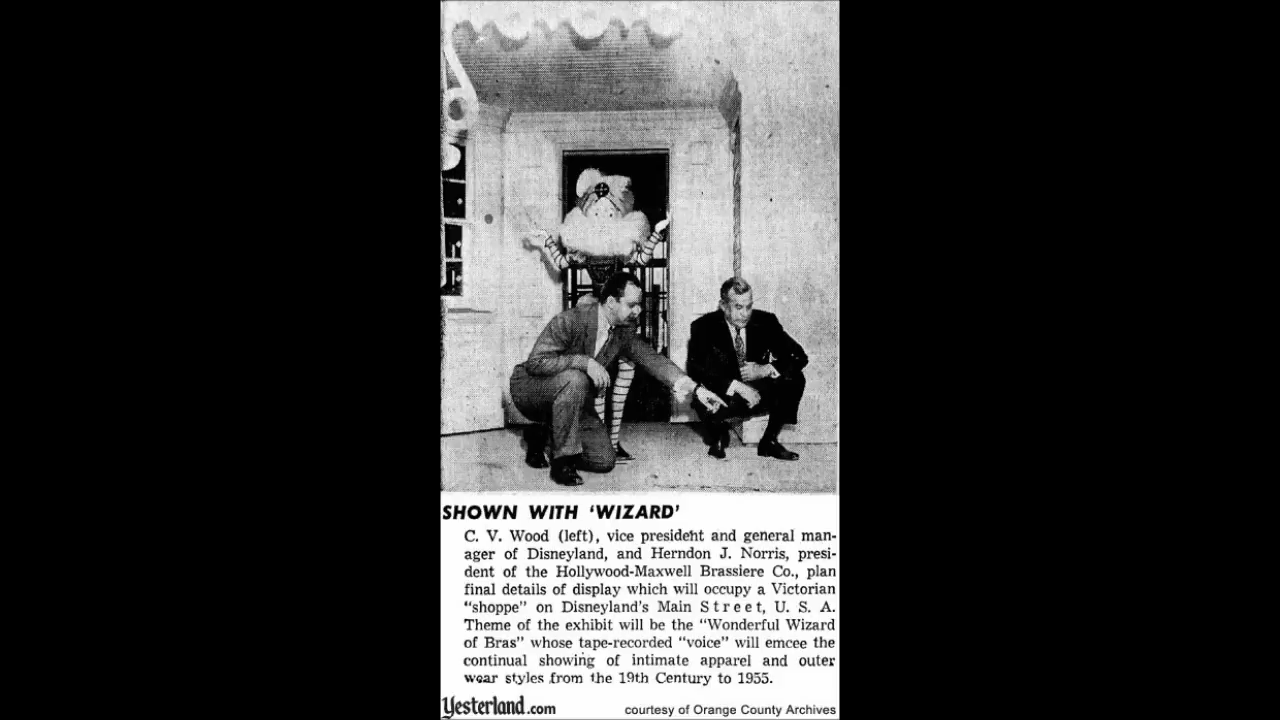 SHOWN WITH ‘WIZARD’
C. V. Wood (left), vice president and general man-
ager of Disneyland, and Herndon J. Norris, presi-
dent of the Hollywood-Maxwell Brassiere Co., plan
final details of display which will occupy a Victorian
“shoppe” on Disneyland’s Main Street, U. S. A.
Theme of the exhibit will be the “Wonderful Wizard
of Bras” whose tape-recorded “voice” will emcee the
continual showing of intimate apparel and outer
wear styles from the 19th Century to 1955.
Yesterland.com
courtesy of Orange County Archives